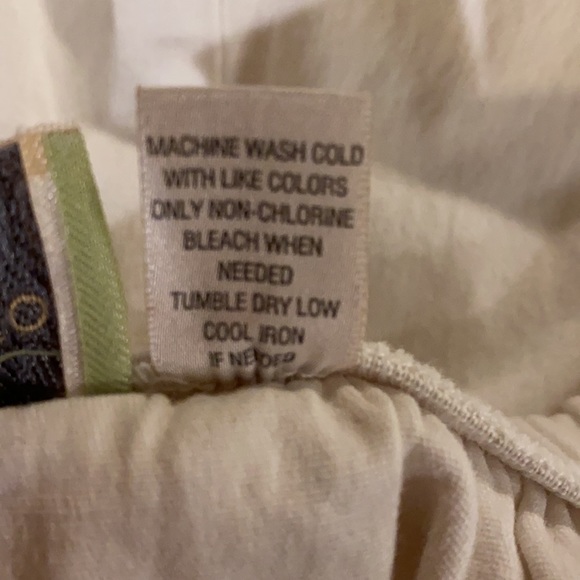 MACHINE WASH COLD
WITH LIKE COLORS
ONLY NON-CHLORINE
BLEACH WHEN
NEEDED
TUMBLE DRY LOW
COOL IRON
IF NEEDED